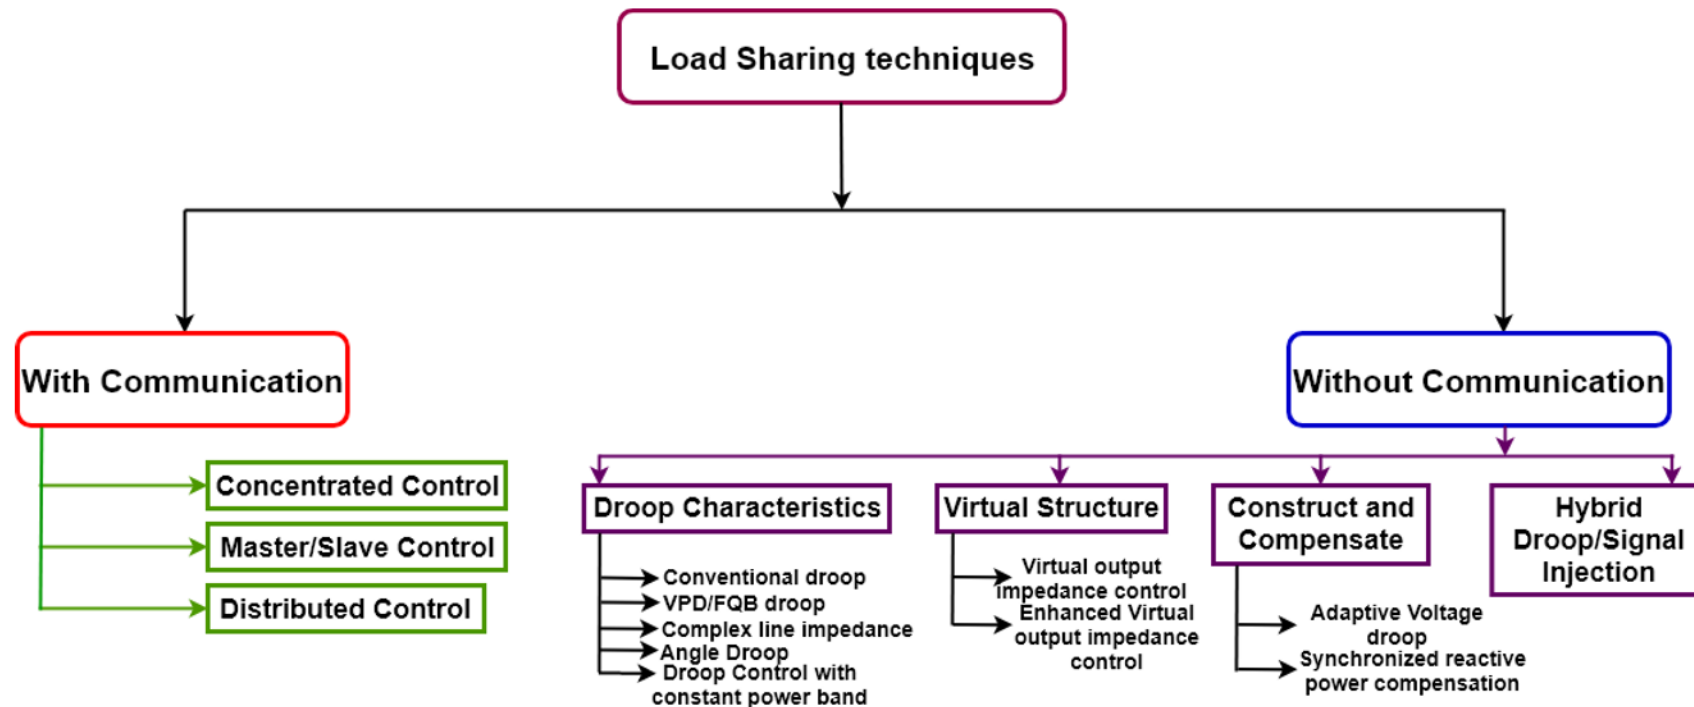 Load Sharing techniques
With Communication
Without Communication
Concentrated Control
Master/Slave Control
Distributed Control
Droop Characteristics
Conventional droop
VPD/FQB droop
Complex line impedance
Angle Droop
Droop Control with
constant power band
Virtual Structure
Virtual output
impedance control
Enhanced Virtual
output impedance
control
Construct and
Compensate
Adaptive Voltage
droop
Synchronized reactive
power compensation
Hybrid
Droop/Signal
Injection